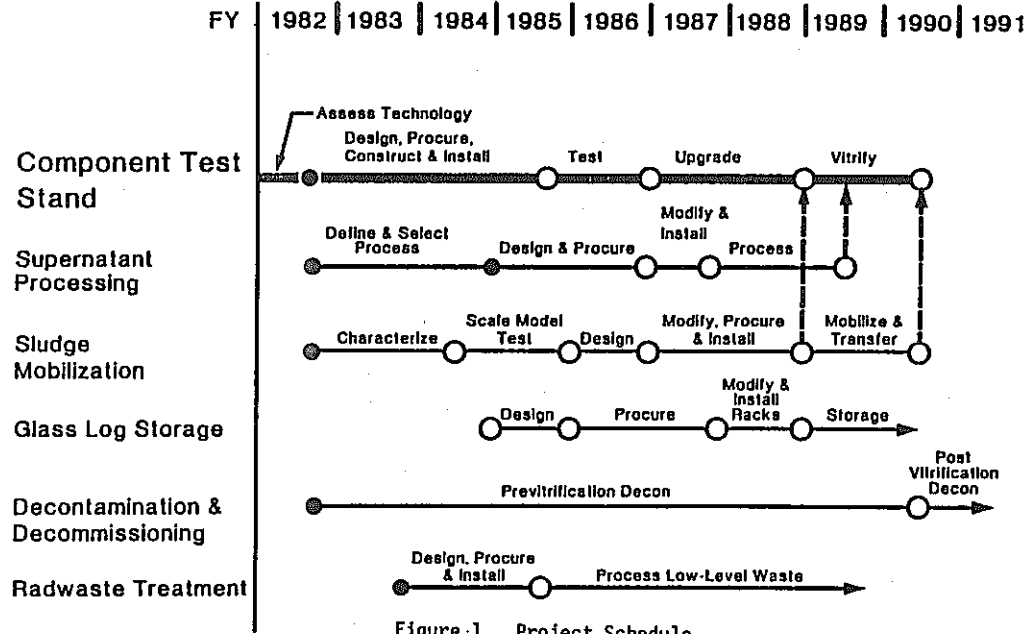 FY 1982 1983 1984 1985 1986 1987 1988 1989 1990 1991
Assess Technology
Component Test
Stand
Design, Procure,
Construct & Install
Test
Upgrade
Vitrify
Supernatant
Processing
Define & Select
Process
Design & Procure
Modify &
Install
Process
Sludge
Mobilization
Characterize
Scale Model
Test
Design
Modify, Procure
& Install
Mobilize &
Transfer
Glass Log Storage
Design
Procure
Modify &
Install
Racks
Storage
Decontamination &
Decommissioning
Previtrification Decon
Post
Vitrification
Decon
Radwaste Treatment
Design, Procure
& Install
Process Low-Level Waste
Figure 1 Project Schedule